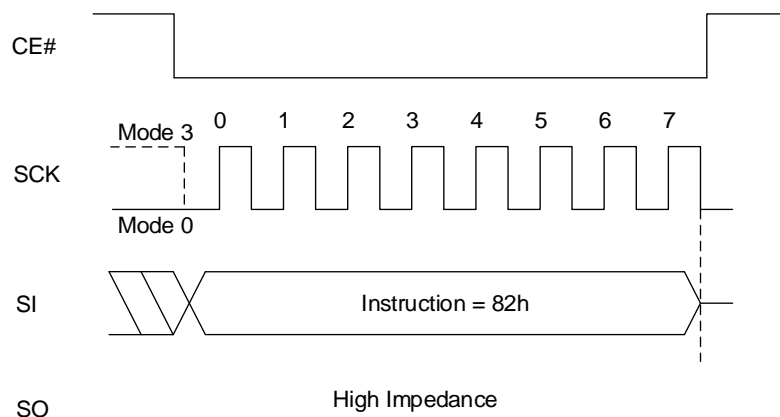 CE#
0 1 2 3 4 5 6 7
Mode 3
SCK
Mode 0
SI Instruction = 82h
SO High Impedance